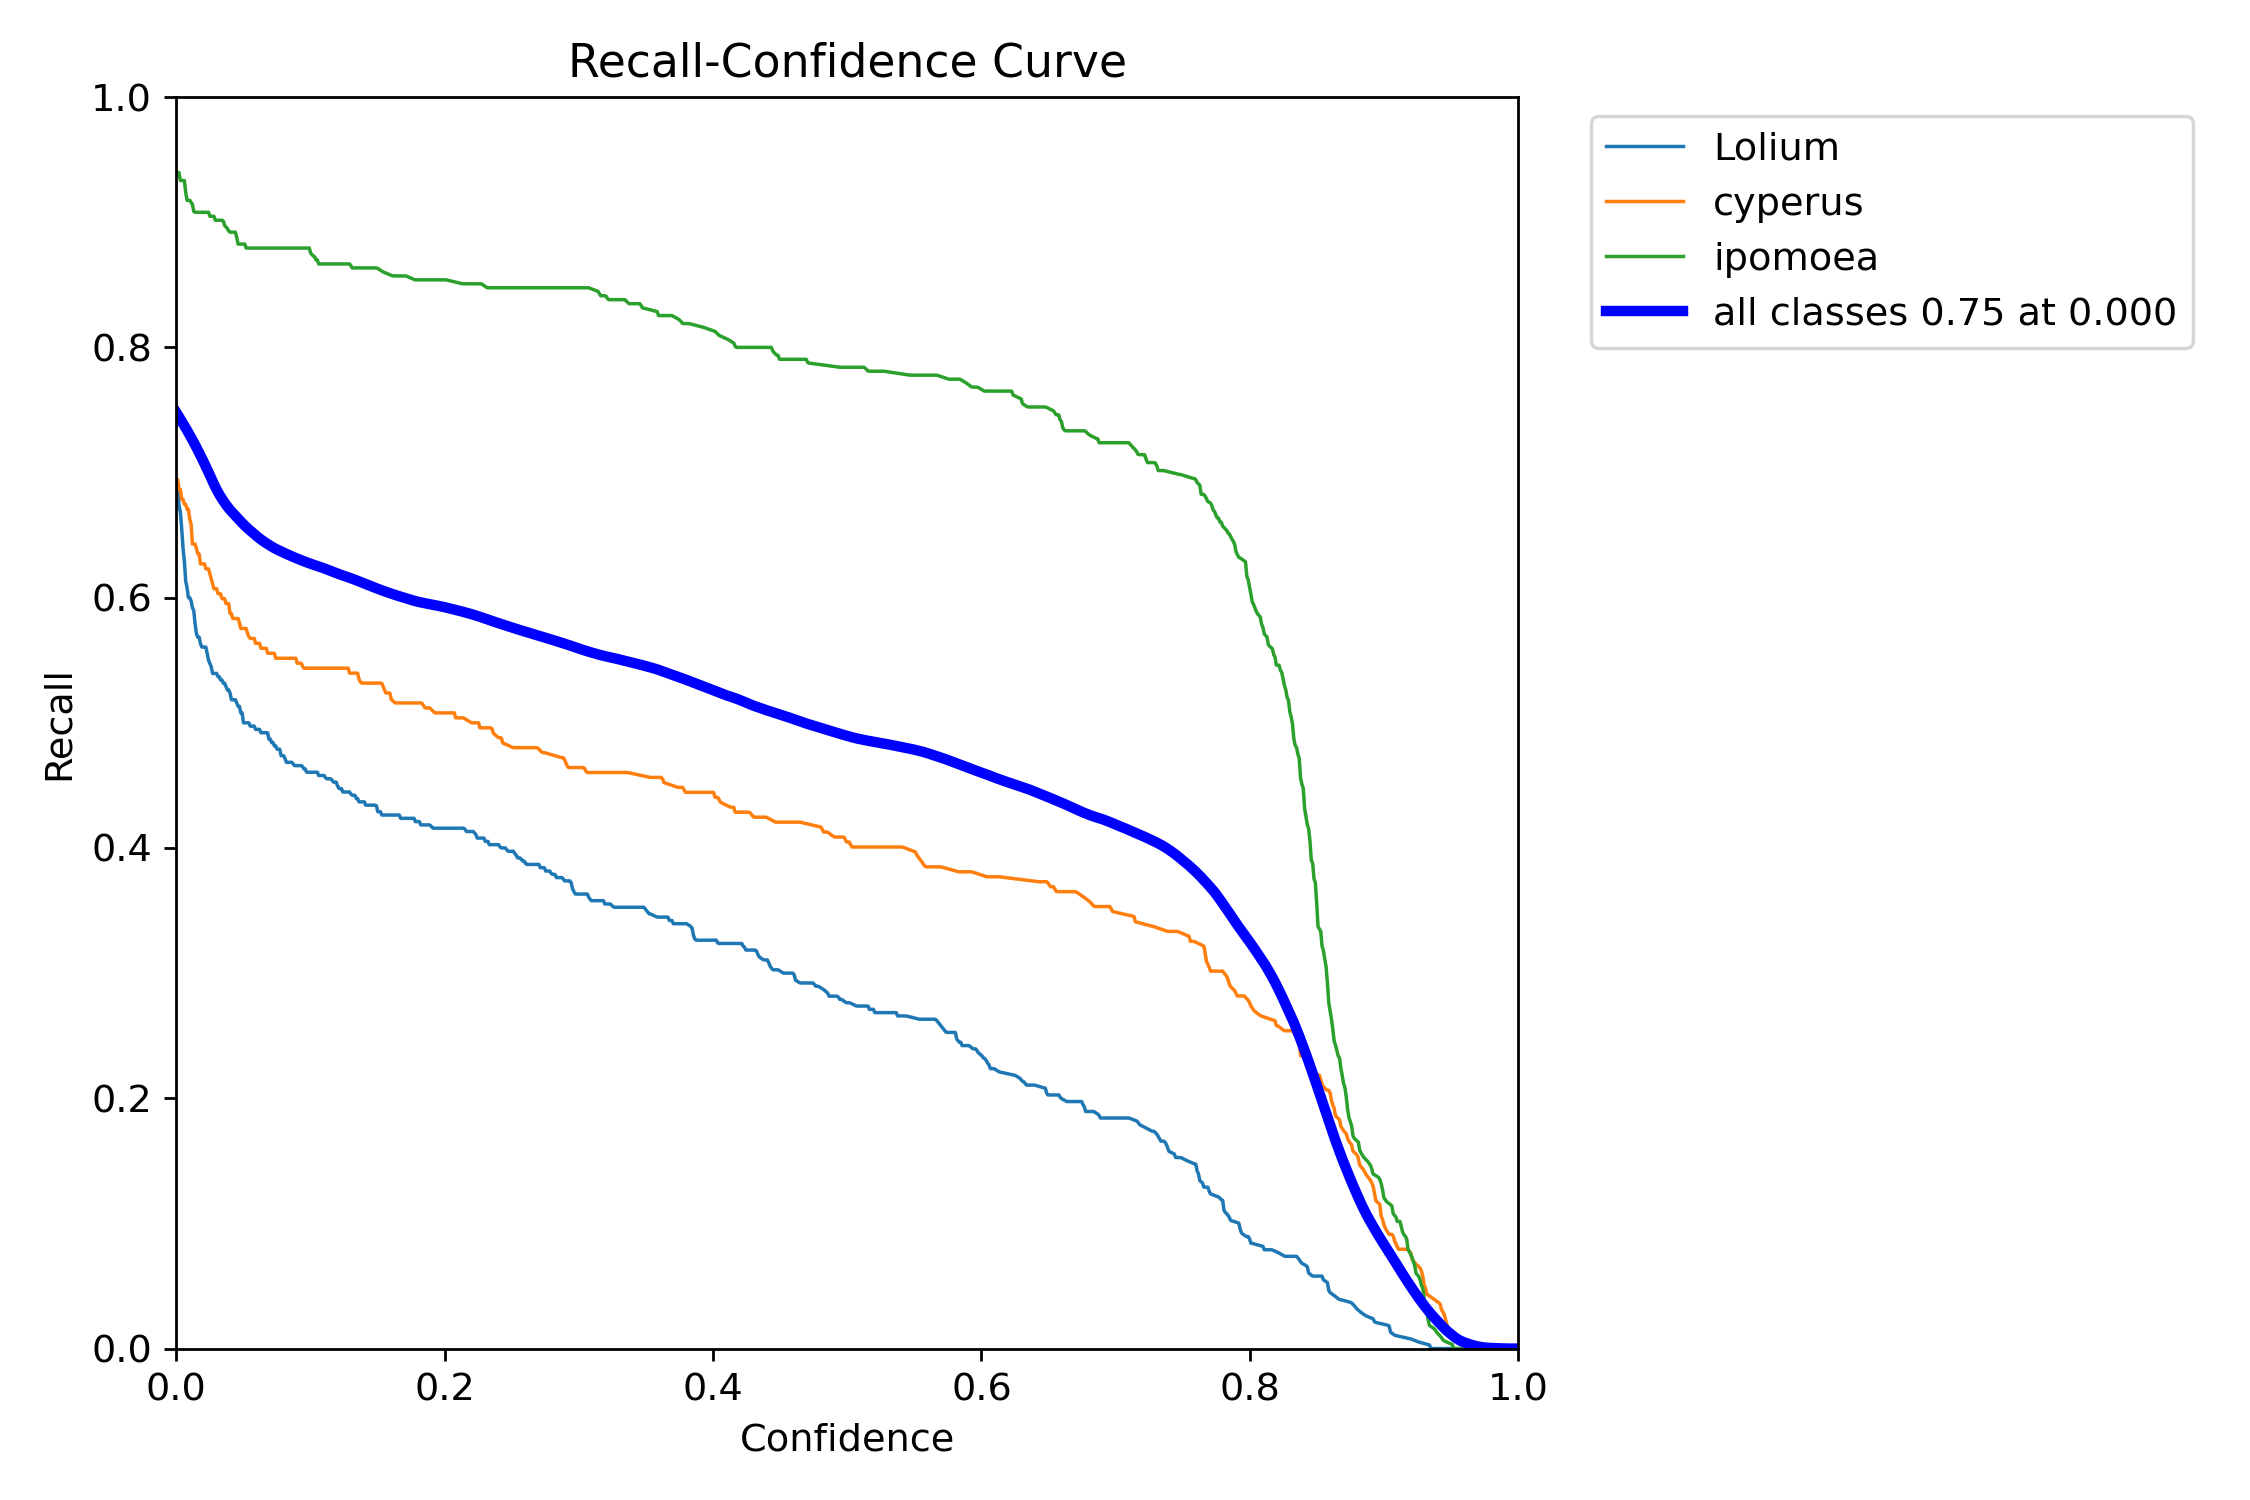 Recall-Confidence Curve
1.0
0.8
0.6
0.4
0.2
0.0
Recall
0.0 0.2 0.4 0.6 0.8 1.0
Confidence
Lolium
cyperus
ipomoea
all classes 0.75 at 0.000